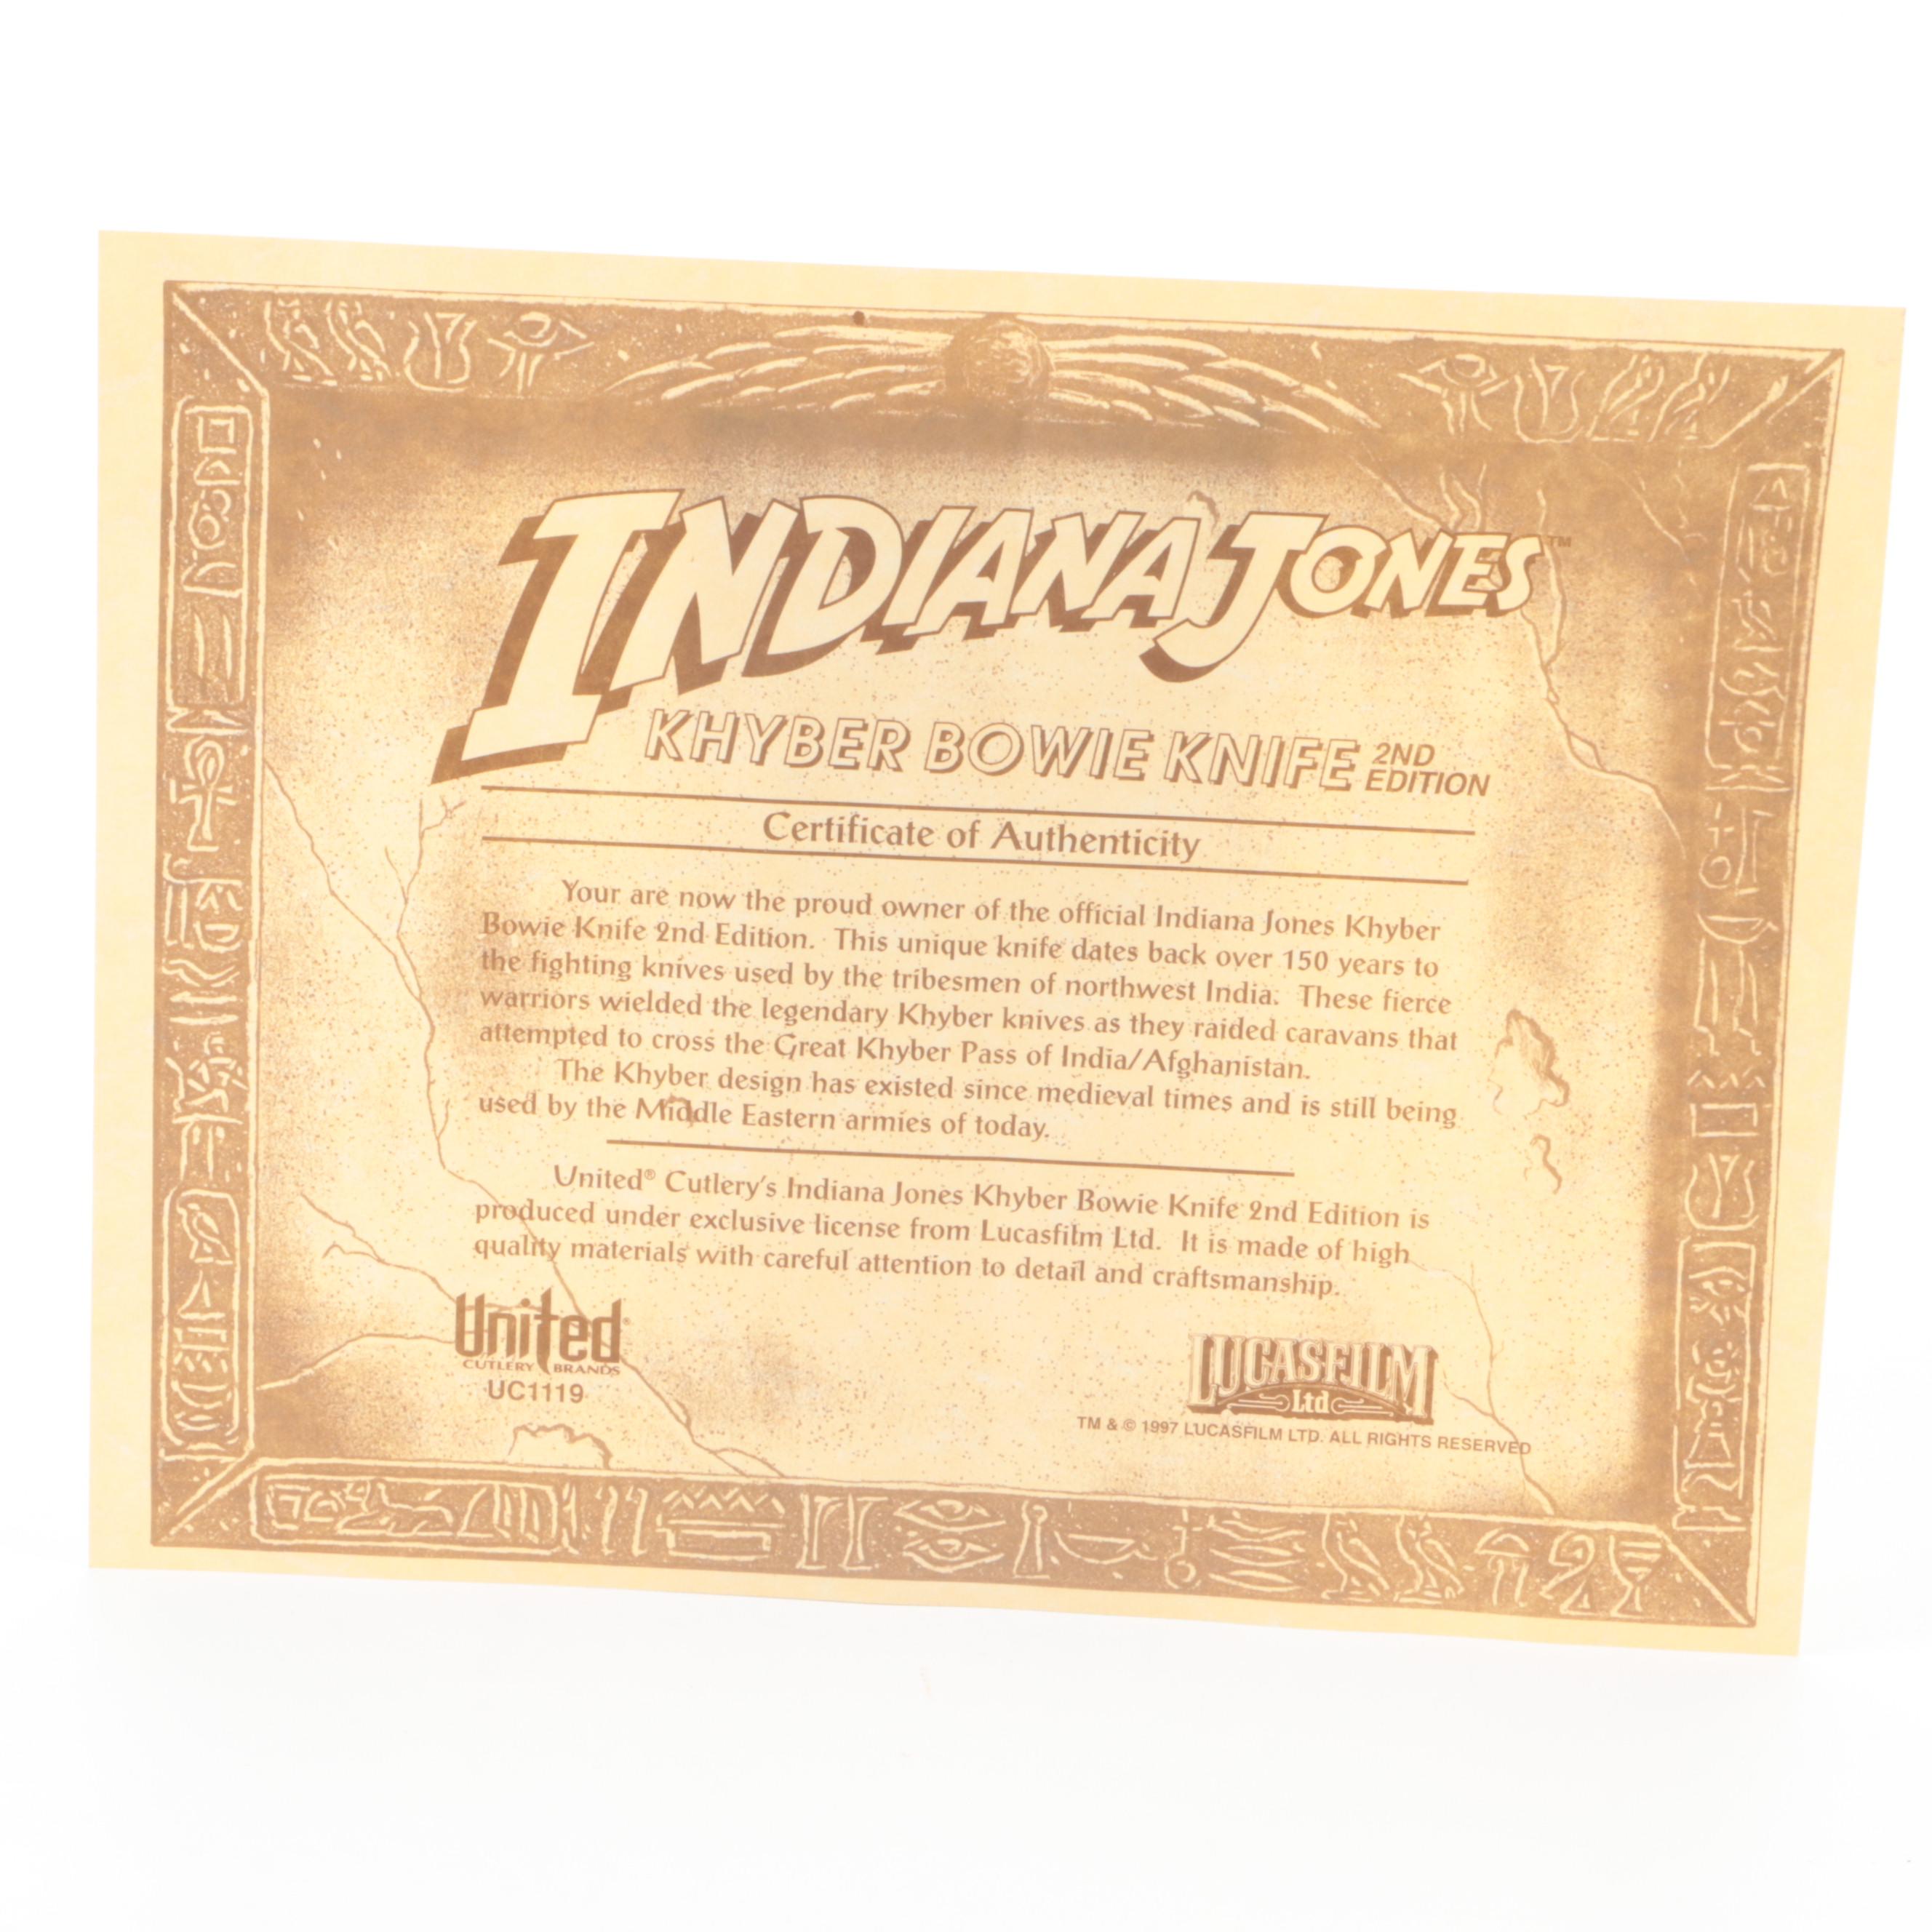 INDIANA JONES™
KHYBER BOWIE KNIFE 2ND EDITION
Certificate of Authenticity
Your are now the proud owner of the official Indiana Jones Khyber
Bowie Knife 2nd Edition. This unique knife dates back over 150 years to
the fighting knives used by the tribesmen of northwest India. These fierce
warriors wielded the legendary Khyber knives as they raided caravans that
attempted to cross the Great Khyber Pass of India/Afghanistan.
The Khyber design has existed since medieval times and is still being
used by the Middle Eastern armies of today.
United® Cutlery's Indiana Jones Khyber Bowie Knife 2nd Edition is
produced under exclusive license from Lucasfilm Ltd. It is made of high
quality materials with careful attention to detail and craftsmanship.
United
CUTLERY BRANDS
UC1119
LUCASFILM
Ltd
TM & © 1997 LUCASFILM LTD. ALL RIGHTS RESERVED